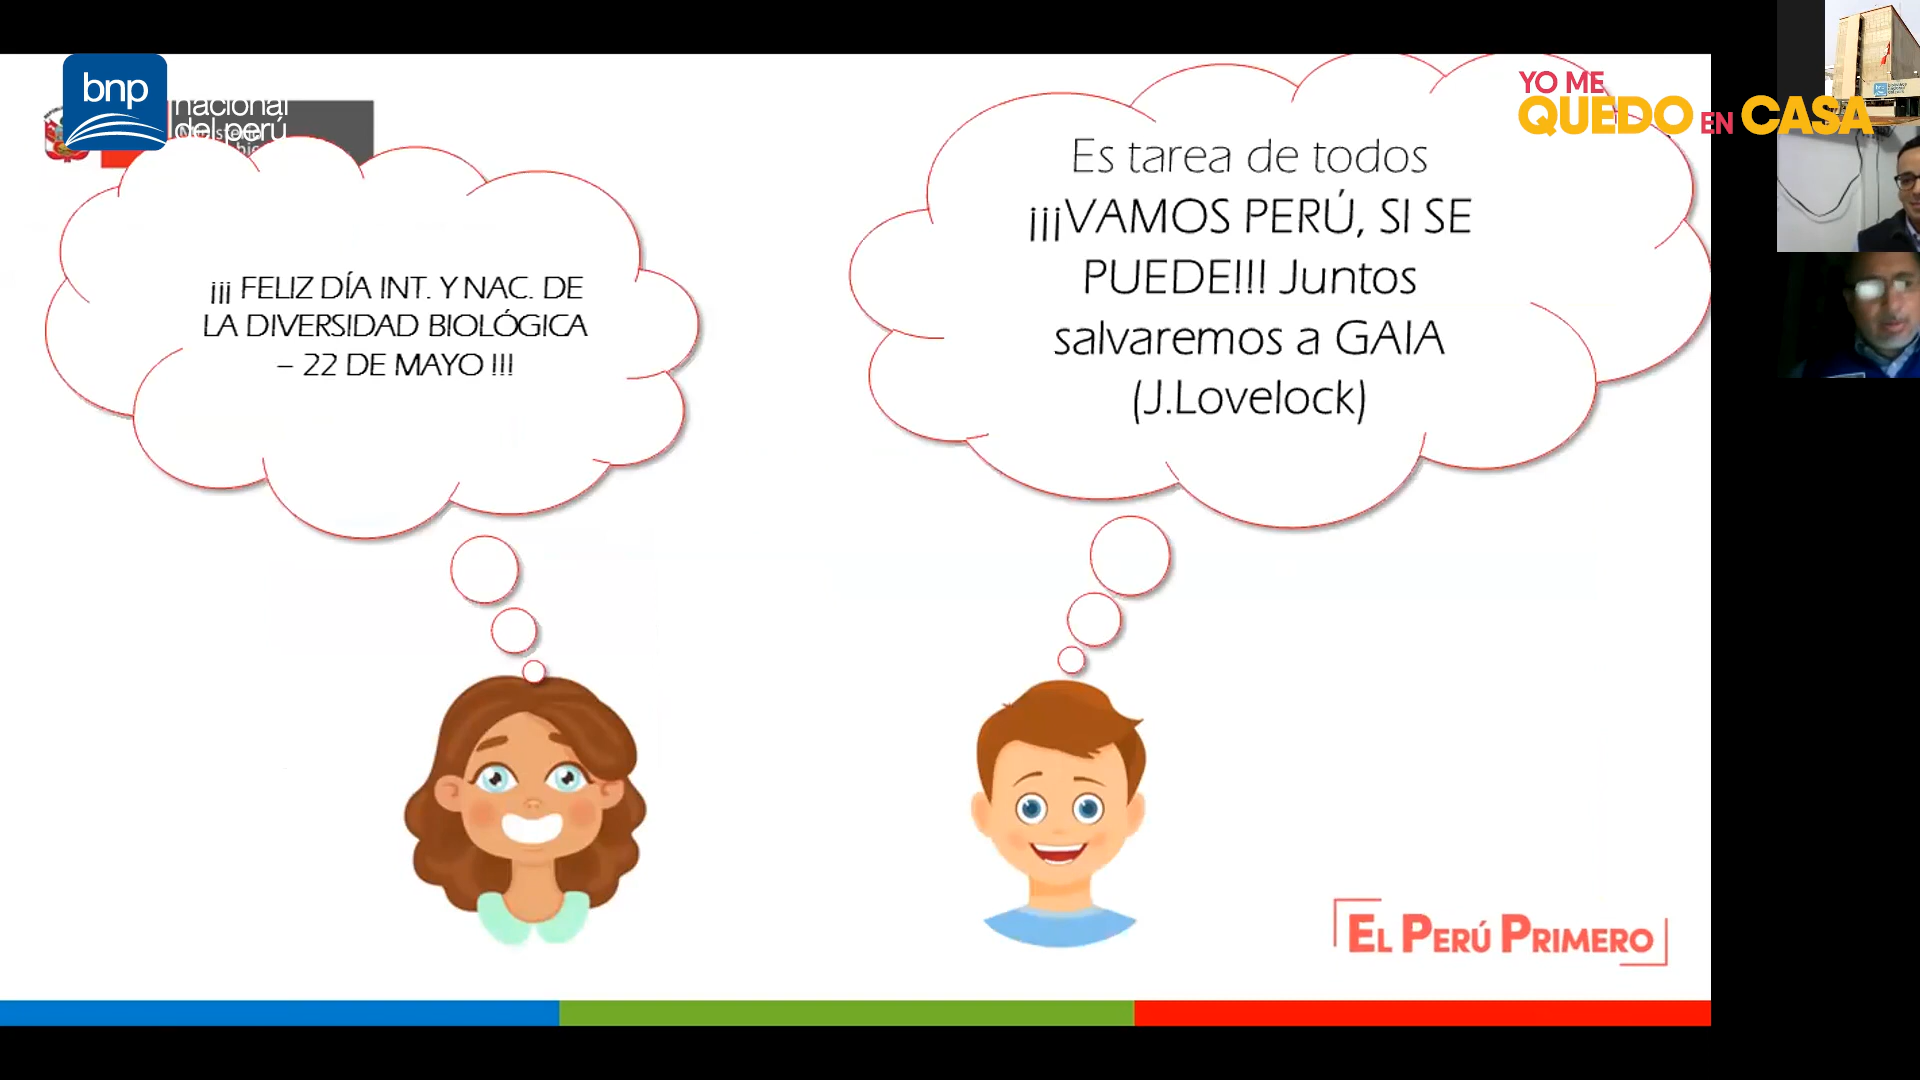 bnp
nacional
del perú
YO ME
QUEDO EN CASA
¡¡¡ FELIZ DÍA INT. Y NAC. DE
LA DIVERSIDAD BIOLÓGICA
– 22 DE MAYO !!!
Es tarea de todos
¡¡¡VAMOS PERÚ, SI SE
PUEDE!!! Juntos
salvaremos a GAIA
(J.Lovelock)
EL PERÚ PRIMERO